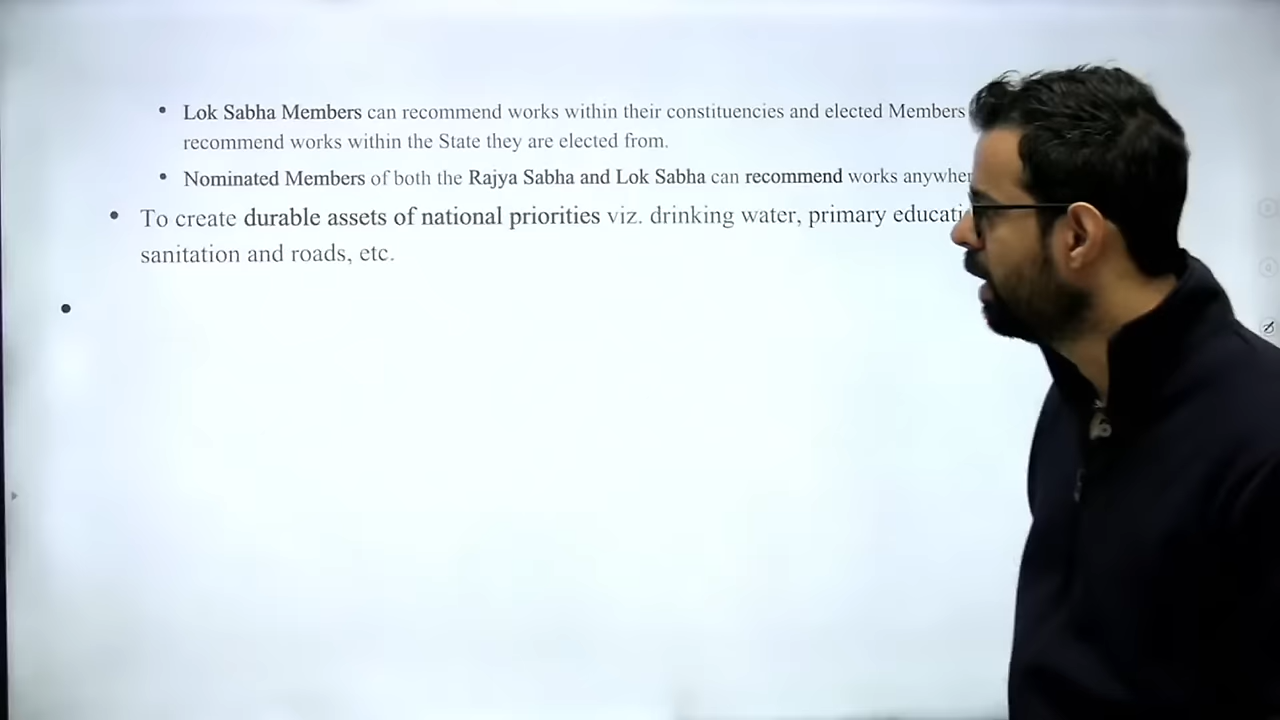 • Lok Sabha Members can recommend works within their constituencies and elected Members
recommend works within the State they are elected from.
• Nominated Members of both the Rajya Sabha and Lok Sabha can recommend works
• To create durable assets of national priorities viz. drinking water, primary
sanitation and roads, etc.
•